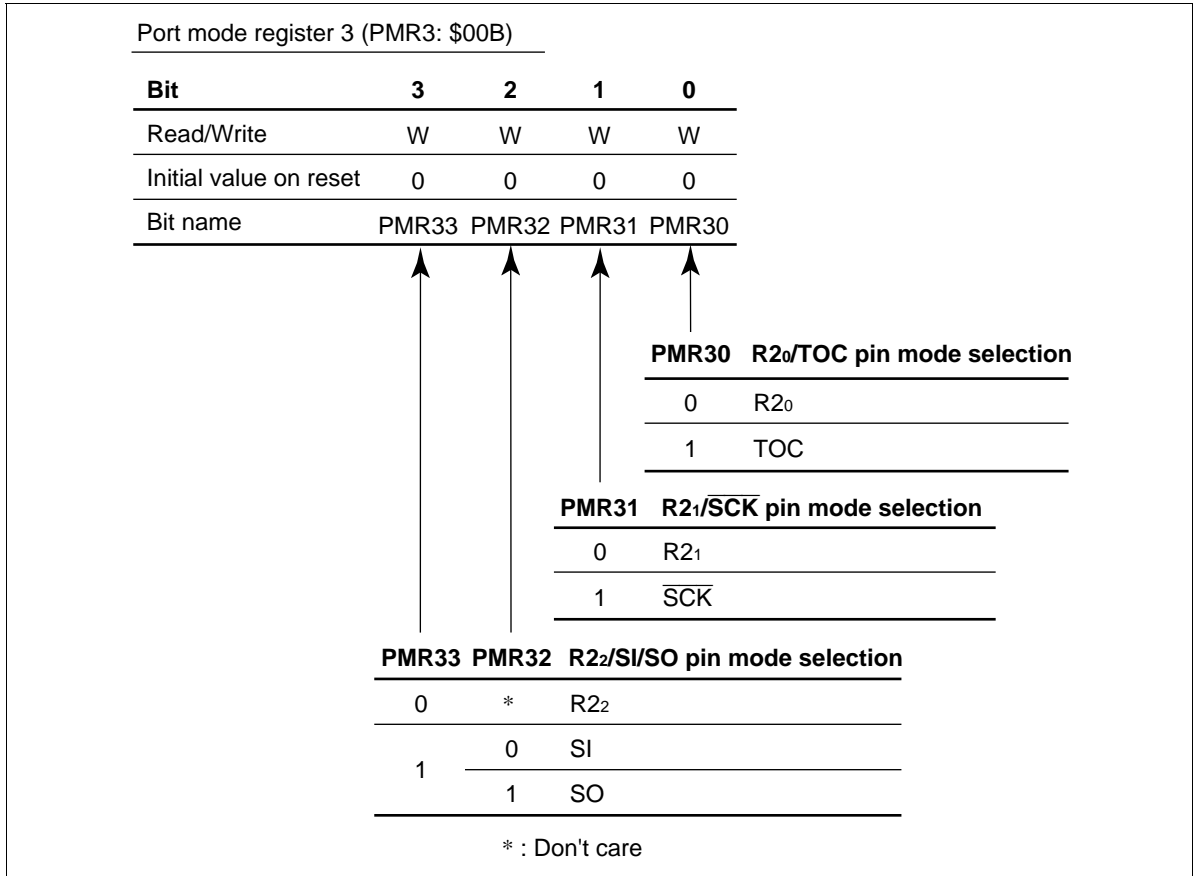 Port mode register 3 (PMR3: $00B)
Bit 3 2 1 0
Read/Write W W W W
Initial value on reset 0 0 0 0
Bit name PMR33 PMR32 PMR31 PMR30
PMR30 R2₀/TOC pin mode selection
0 R2₀
1 TOC
PMR31 R2₁/S̅C̅K̅ pin mode selection
0 R2₁
1 S̅C̅K̅
PMR33 PMR32 R2₂/SI/SO pin mode selection
0 * R2₂
1 0 SI
1 SO
* : Don't care